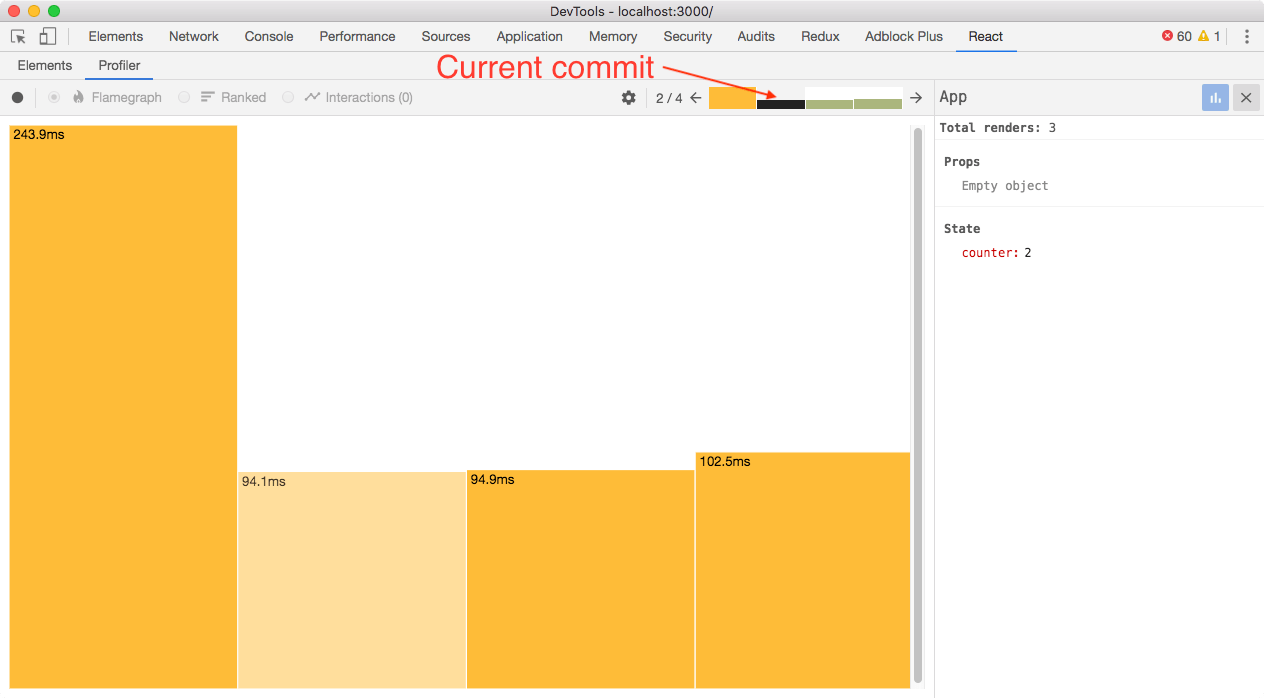 DevTools - localhost:3000/
Elements Network Console Performance Sources Application Memory Security Audits Redux Adblock Plus React 60 1
Elements Profiler
Current commit
Flamegraph Ranked Interactions (0) 2 / 4 App
Total renders: 3
243.9ms
Props
Empty object
State
counter: 2
102.5ms
94.9ms
94.1ms